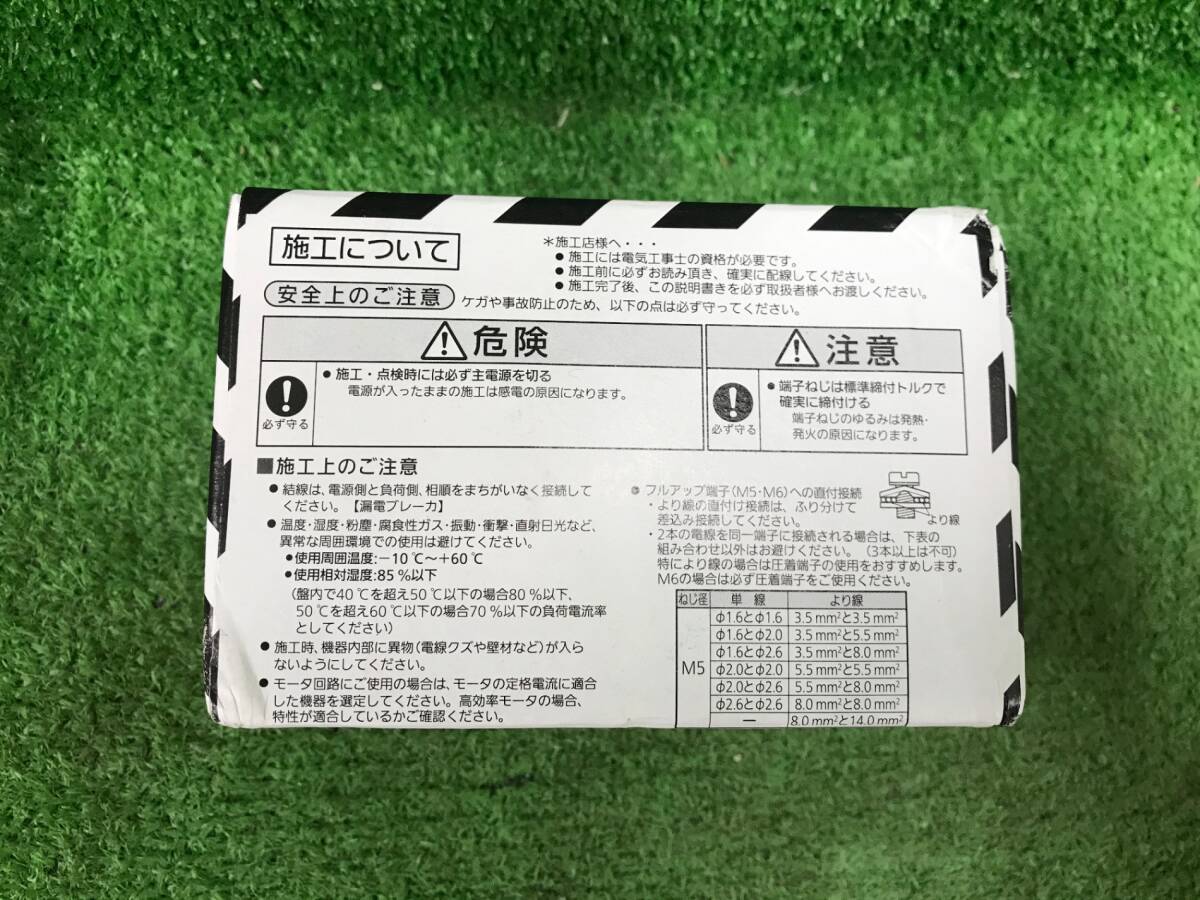 施工について
＊施工店様へ・・・
● 施工には電気工事士の資格が必要です。
● 施工前に必ずお読み頂き、確実に配線してください。
● 施工完了後、この説明書きを必ず取扱者様へお渡しください。
安全上のご注意
ケガや事故防止のため、以下の点は必ず守ってください。
危険
必ず守る
● 施工・点検時には必ず主電源を切る
電源が入ったままの施工は感電の原因になります。
注意
必ず守る
● 端子ねじは標準締付トルクで
確実に締付ける
端子ねじのゆるみは発熱・
発火の原因になります。
■施工上のご注意
● 結線は、電源側と負荷側、相順をまちがいなく接続して
ください。【漏電ブレーカ】
● 温度・湿度・粉塵・腐食性ガス・振動・衝撃・直射日光など、
異常な周囲環境での使用は避けてください。
●使用周囲温度:−10℃〜+60℃
●使用相対湿度:85%以下
(盤内で40℃を超え50℃以下の場合80%以下、
50℃を超え60℃以下の場合70%以下の負荷電流率
としてください)
● 施工時、機器内部に異物(電線クズや壁材など)が入ら
ないようにしてください。
● モータ回路にご使用の場合は、モータの定格電流に適合
した機器を選定してください。高効率モータの場合、
特性が適合しているかご確認ください。
● フルアップ端子(M5・M6)への直付接続
・より線の直付け接続は、ふり分けて
差込み接続してください。
より線
・2本の電線を同一端子に接続される場合は、下表の
組み合わせ以外はお避けください。(3本以上は不可)
特により線の場合は圧着端子の使用をおすすめします。
M6の場合は必ず圧着端子をご使用ください。
ねじ径 単線 より線
M5
φ1.6とφ1.6 3.5mm²と3.5mm²
φ1.6とφ2.0 3.5mm²と5.5mm²
φ1.6とφ2.6 3.5mm²と8.0mm²
φ2.0とφ2.0 5.5mm²と5.5mm²
φ2.0とφ2.6 5.5mm²と8.0mm²
φ2.6とφ2.6 8.0mm²と8.0mm²
— 8.0mm²と14.0mm²